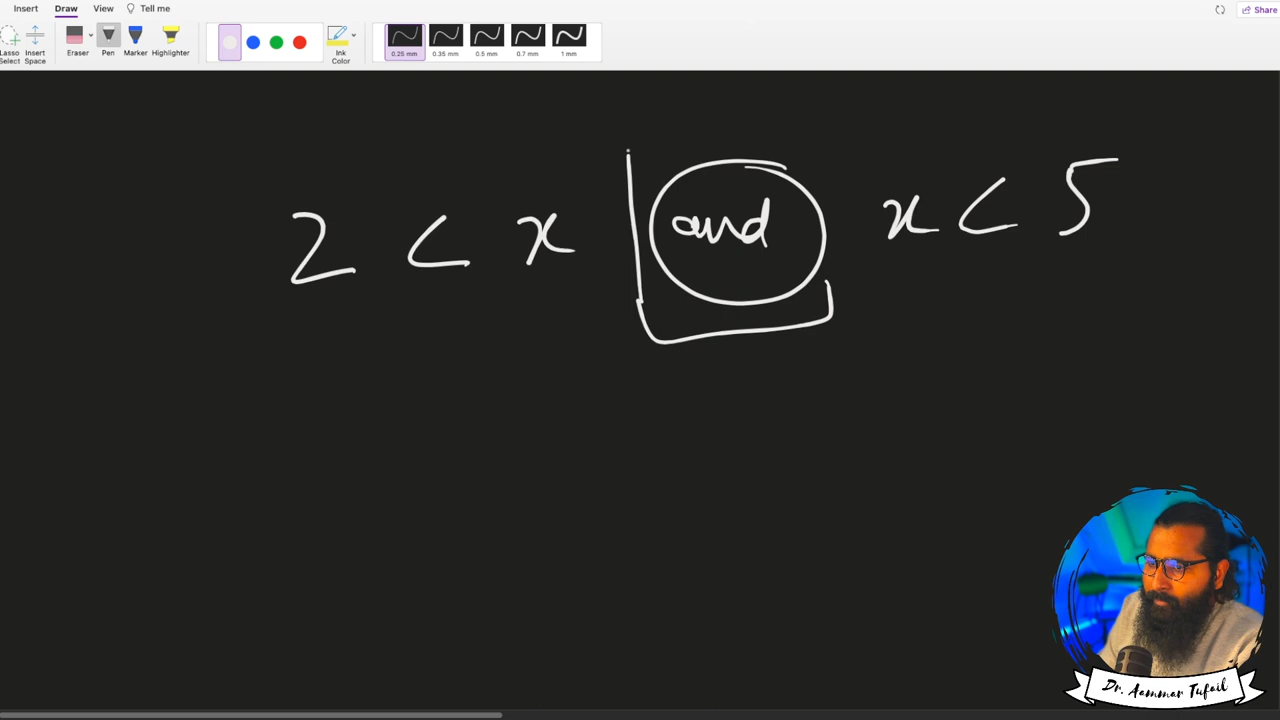 Insert Draw View Tell me Share
Lasso Select Insert Space Eraser Pen Marker Highlighter Ink Color 0.25 mm 0.35 mm 0.5 mm 0.7 mm 1 mm
2 < x and x < 5
Dr. Aammar Tufail